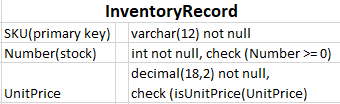 InventoryRecord
SKU(primary key) varchar(12) not null
Number(stock) int not null, check (Number >= 0)
decimal(18,2) not null,
UnitPrice check (isUnitPrice(UnitPrice)